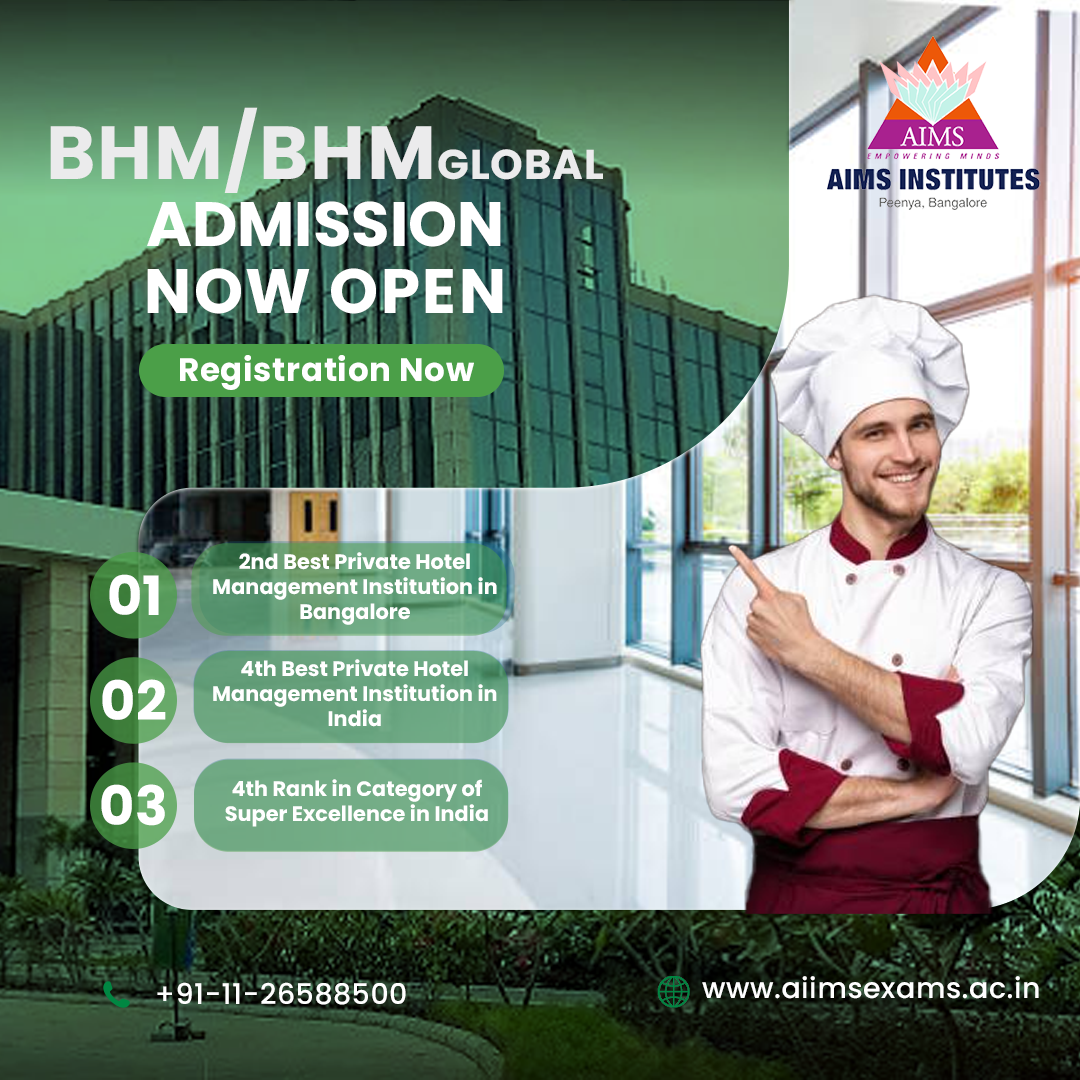 BHM/BHM GLOBAL
ADMISSION
NOW OPEN
Registration Now
AIMS
EMPOWERING MINDS
AIMS INSTITUTES
Peenya, Bangalore
01
2nd Best Private Hotel
Management Institution in
Bangalore
02
4th Best Private Hotel
Management Institution in
India
03
4th Rank in Category of
Super Excellence in India
+91-11-26588500
www.aiimsexams.ac.in